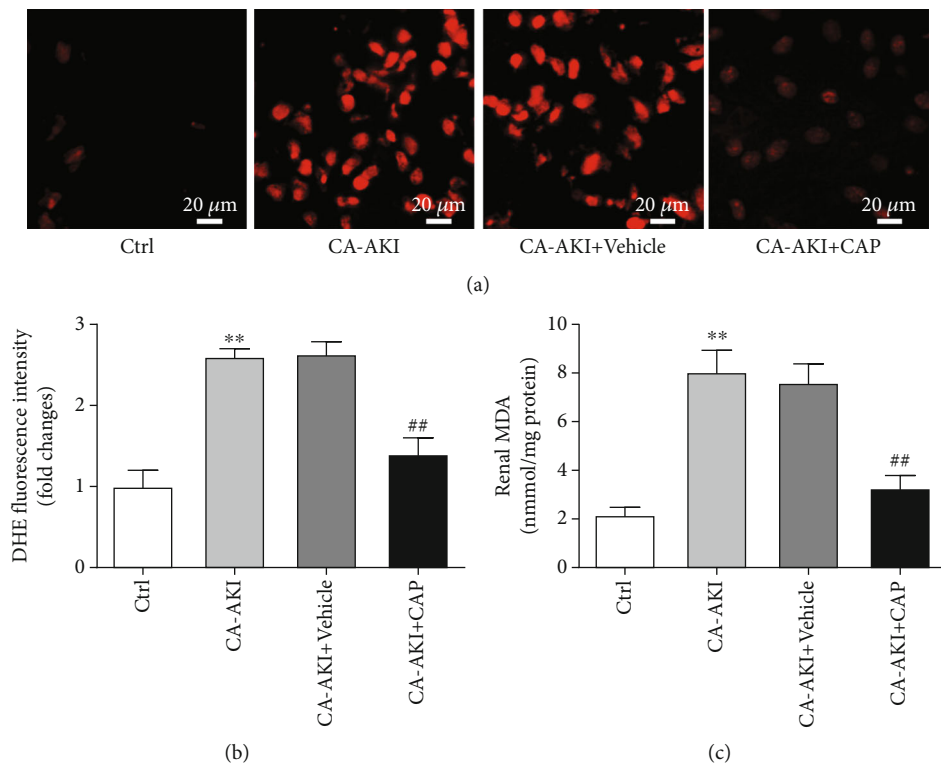 20 µm
20 µm
20 µm
20 µm
Ctrl
CA-AKI
CA-AKI+Vehicle
CA-AKI+CAP
(a)
DHE fluorescence intensity
(fold changes)
3
2
1
0
**
##
Ctrl
CA-AKI
CA-AKI+Vehicle
CA-AKI+CAP
(b)
Renal MDA
(nmmol/mg protein)
10
8
6
4
2
0
**
##
Ctrl
CA-AKI
CA-AKI+Vehicle
CA-AKI+CAP
(c)